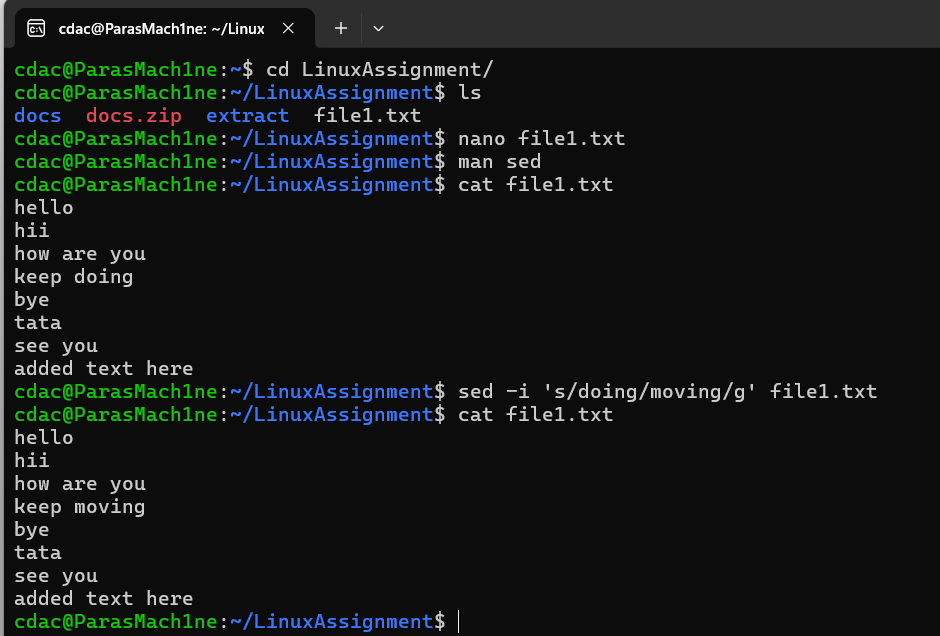 cdac@ParasMach1ne: ~/Linux
cdac@ParasMach1ne:~$ cd LinuxAssignment/
cdac@ParasMach1ne:~/LinuxAssignment$ ls
docs  docs.zip  extract  file1.txt
cdac@ParasMach1ne:~/LinuxAssignment$ nano file1.txt
cdac@ParasMach1ne:~/LinuxAssignment$ man sed
cdac@ParasMach1ne:~/LinuxAssignment$ cat file1.txt
hello
hii
how are you
keep doing
bye
tata
see you
added text here
cdac@ParasMach1ne:~/LinuxAssignment$ sed -i 's/doing/moving/g' file1.txt
cdac@ParasMach1ne:~/LinuxAssignment$ cat file1.txt
hello
hii
how are you
keep moving
bye
tata
see you
added text here
cdac@ParasMach1ne:~/LinuxAssignment$